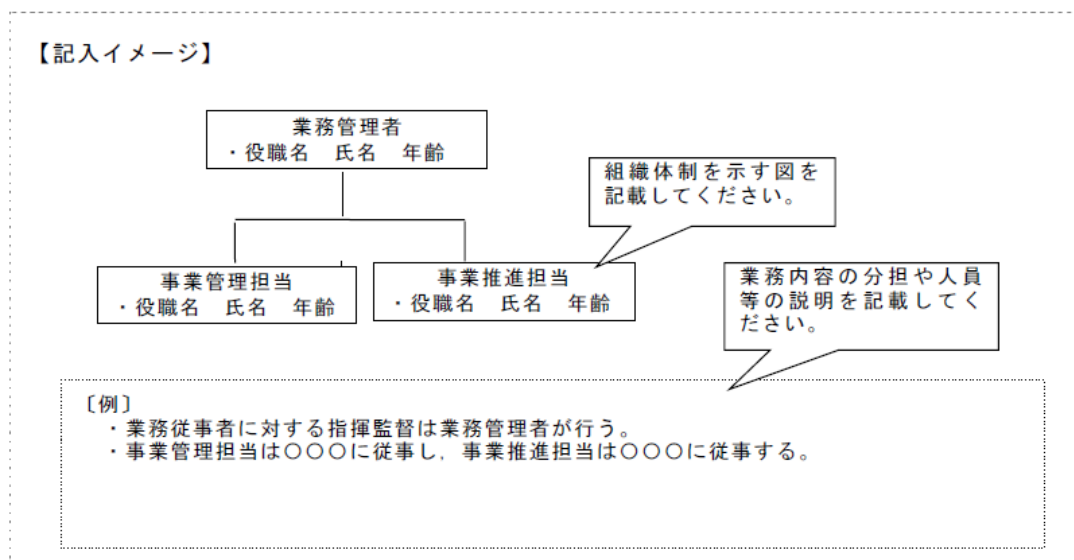 【記入イメージ】
業務管理者
・役職名　氏名　年齢
組織体制を示す図を
記載してください。
事業管理担当
・役職名　氏名　年齢
事業推進担当
・役職名　氏名　年齢
業務内容の分担や人員
等の説明を記載してく
ださい。
〔例〕
・業務従事者に対する指揮監督は業務管理者が行う。
・事業管理担当は〇〇〇に従事し，事業推進担当は〇〇〇に従事する。